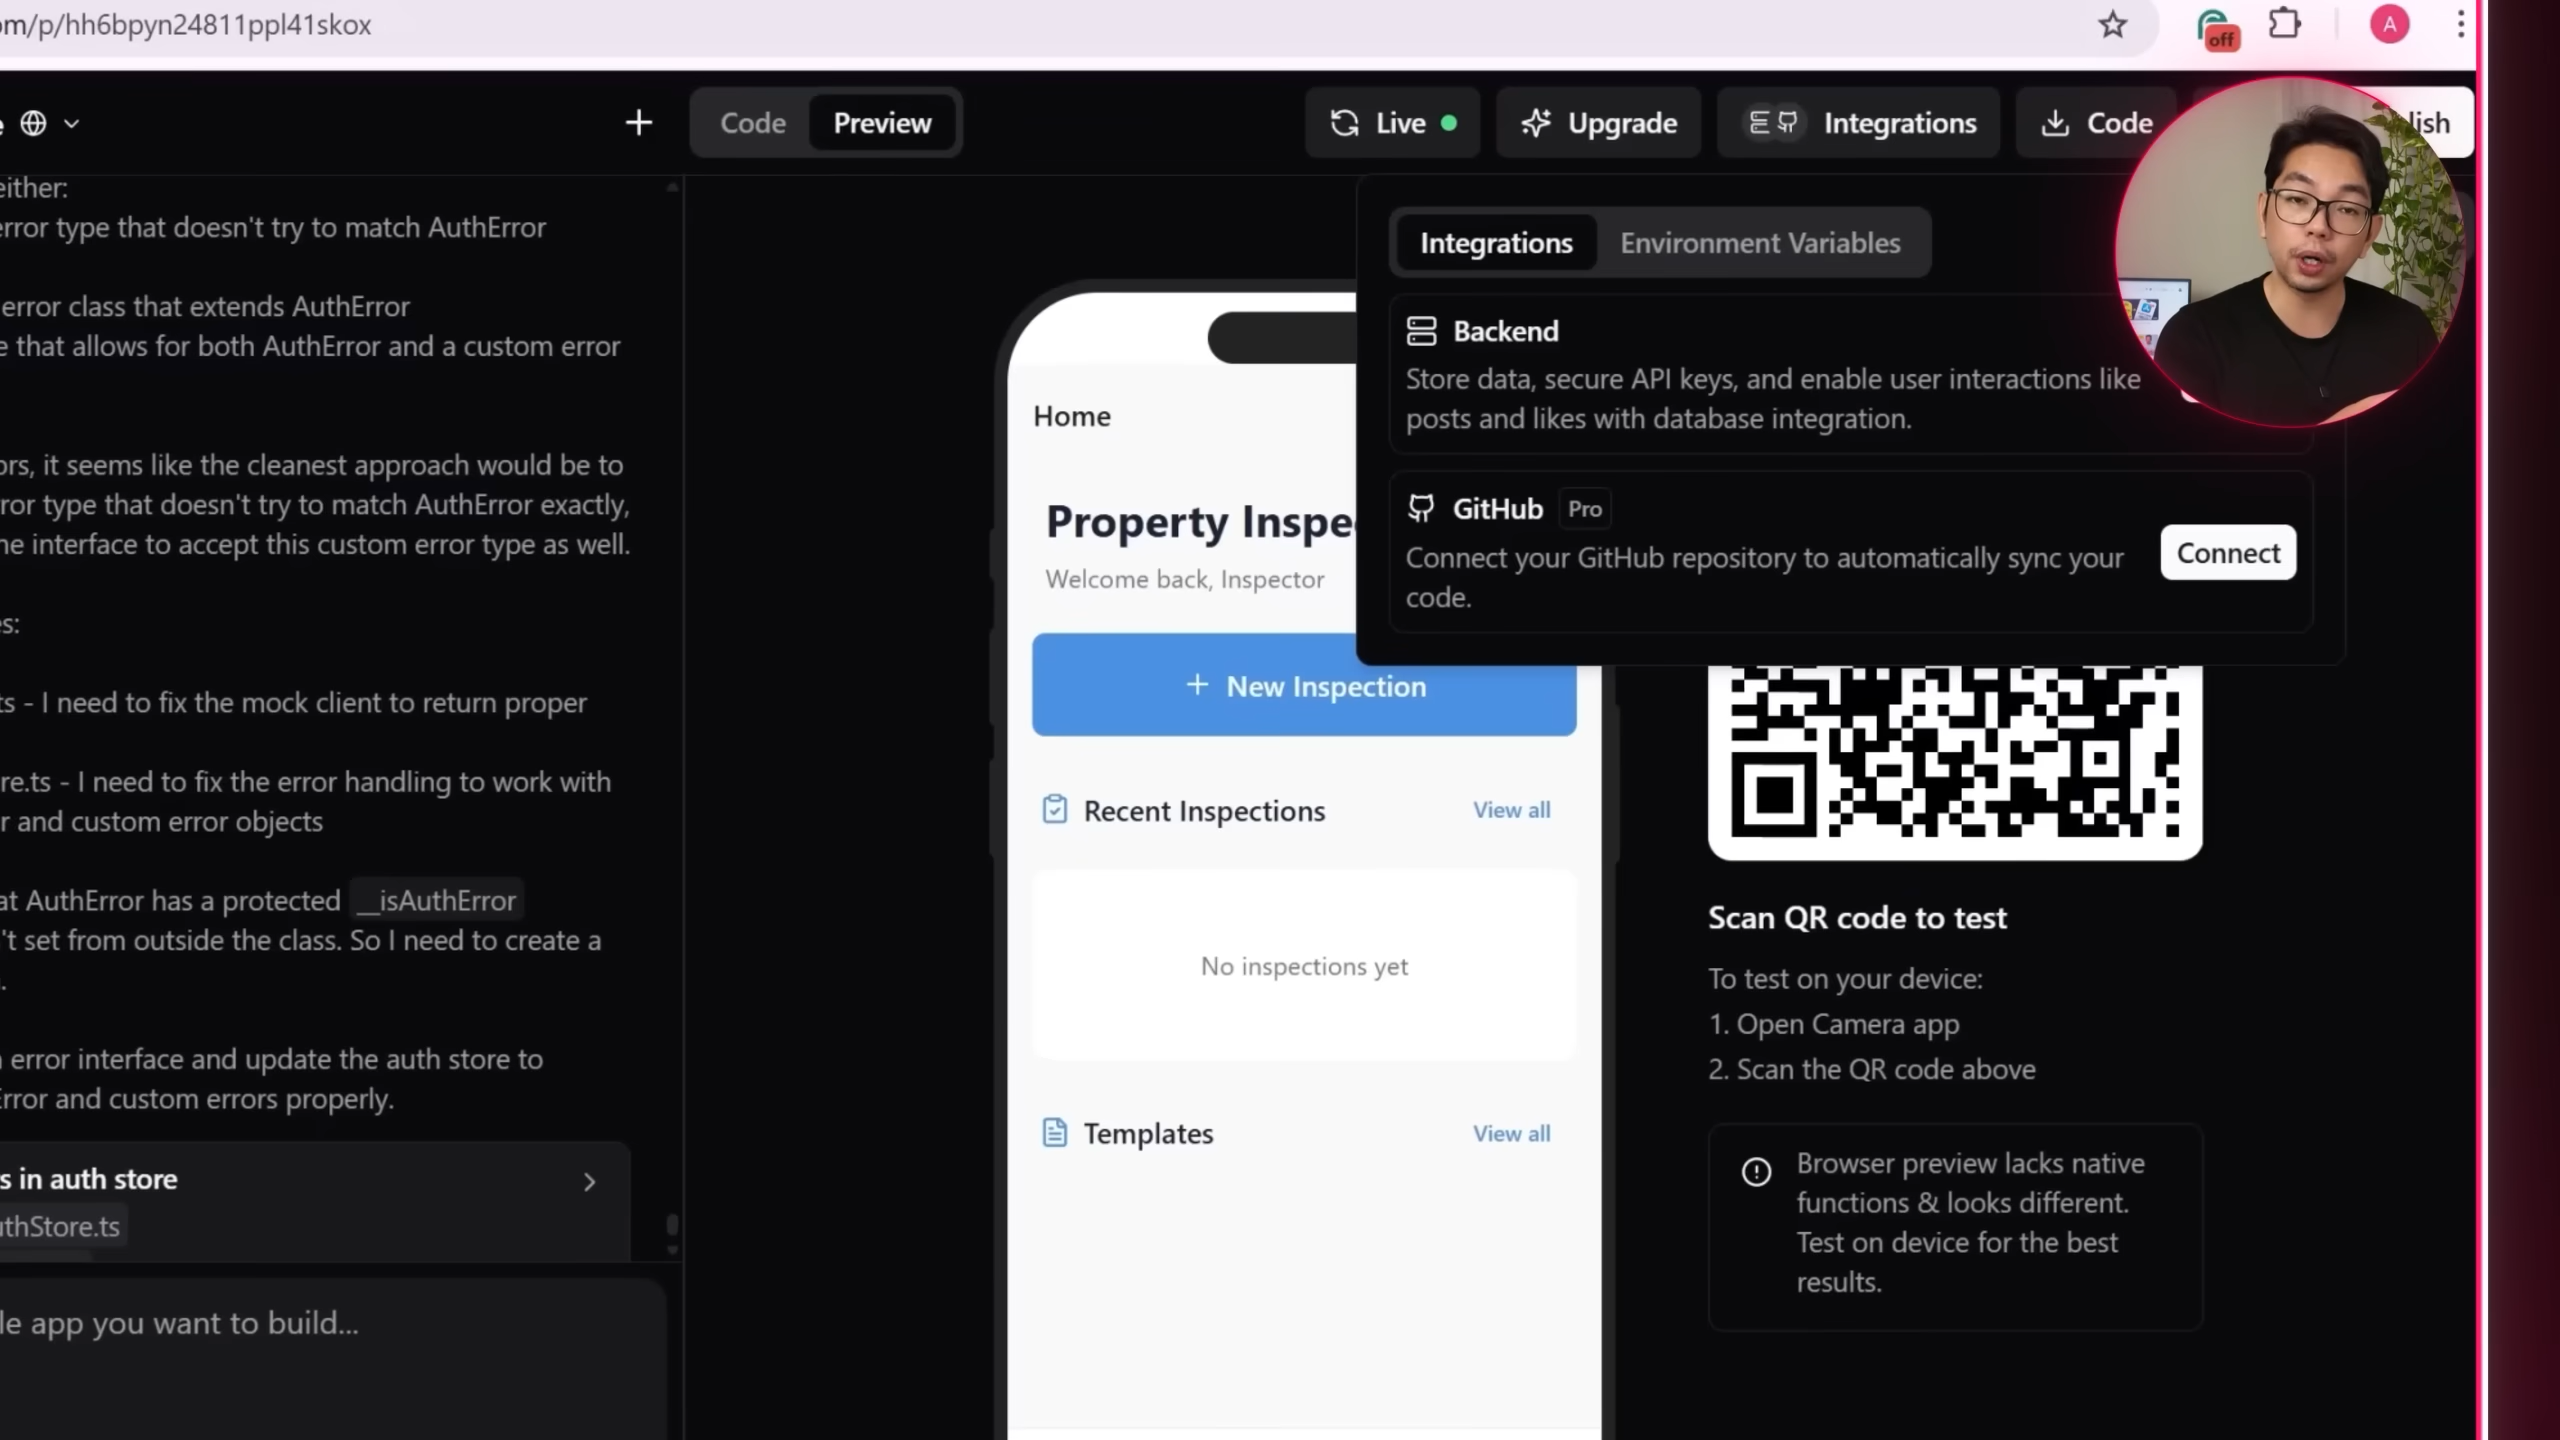 om/p/hh6bpyn24811ppl41skox
off
A
Code
Preview
Live
Upgrade
Integrations
Code
lish
either:
error type that doesn't try to match AuthError
error class that extends AuthError
e that allows for both AuthError and a custom error
ors, it seems like the cleanest approach would be to
ror type that doesn't try to match AuthError exactly,
ne interface to accept this custom error type as well.
es:
ts - I need to fix the mock client to return proper
re.ts - I need to fix the error handling to work with
r and custom error objects
at AuthError has a protected __isAuthError
't set from outside the class. So I need to create a
error interface and update the auth store to
Error and custom errors properly.
s in auth store
uthStore.ts
le app you want to build...
Home
Property Inspe
Welcome back, Inspector
+ New Inspection
Recent Inspections
View all
No inspections yet
Templates
View all
Integrations
Environment Variables
Backend
Store data, secure API keys, and enable user interactions like
posts and likes with database integration.
GitHub
Pro
Connect your GitHub repository to automatically sync your
code.
Connect
Scan QR code to test
To test on your device:
1. Open Camera app
2. Scan the QR code above
Browser preview lacks native
functions & looks different.
Test on device for the best
results.